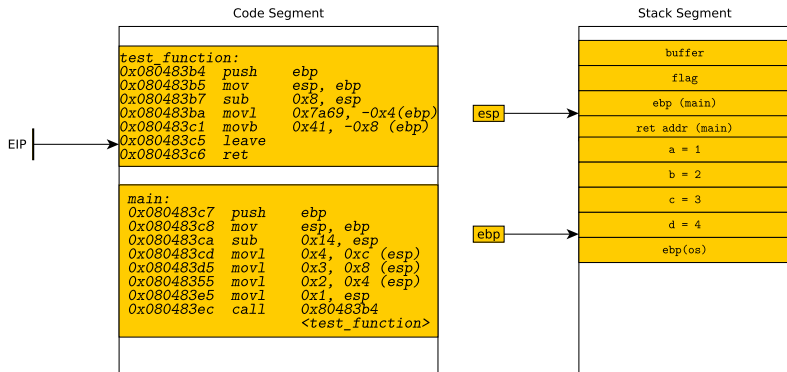 Code Segment
test_function:
0x080483b4 push ebp
0x080483b5 mov esp, ebp
0x080483b7 sub 0x8, esp
0x080483ba movl 0x7a69, -0x4(ebp)
0x080483c1 movb 0x41, -0x8 (ebp)
0x080483c5 leave
0x080483c6 ret
EIP
main:
0x080483c7 push ebp
0x080483c8 mov esp, ebp
0x080483ca sub 0x14, esp
0x080483cd movl 0x4, 0xc (esp)
0x080483d5 movl 0x3, 0x8 (esp)
0x08048355 movl 0x2, 0x4 (esp)
0x080483e5 movl 0x1, esp
0x080483ec call 0x80483b4
<test_function>
Stack Segment
buffer
flag
ebp (main)
esp
ret addr (main)
a = 1
b = 2
c = 3
d = 4
ebp
ebp(os)